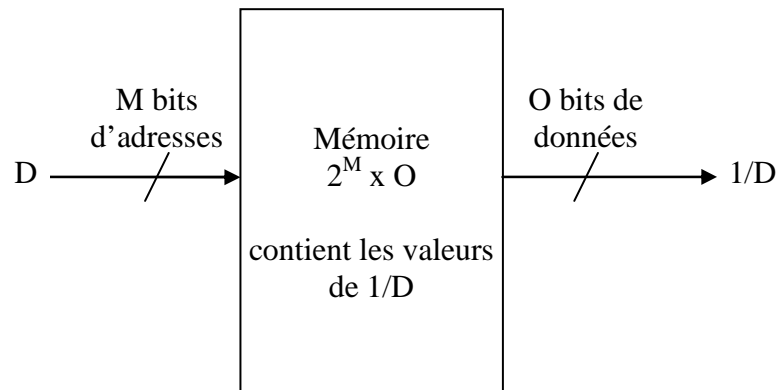 M bits
d’adresses
D
Mémoire
2^M x O
contient les valeurs
de 1/D
O bits de
données
1/D